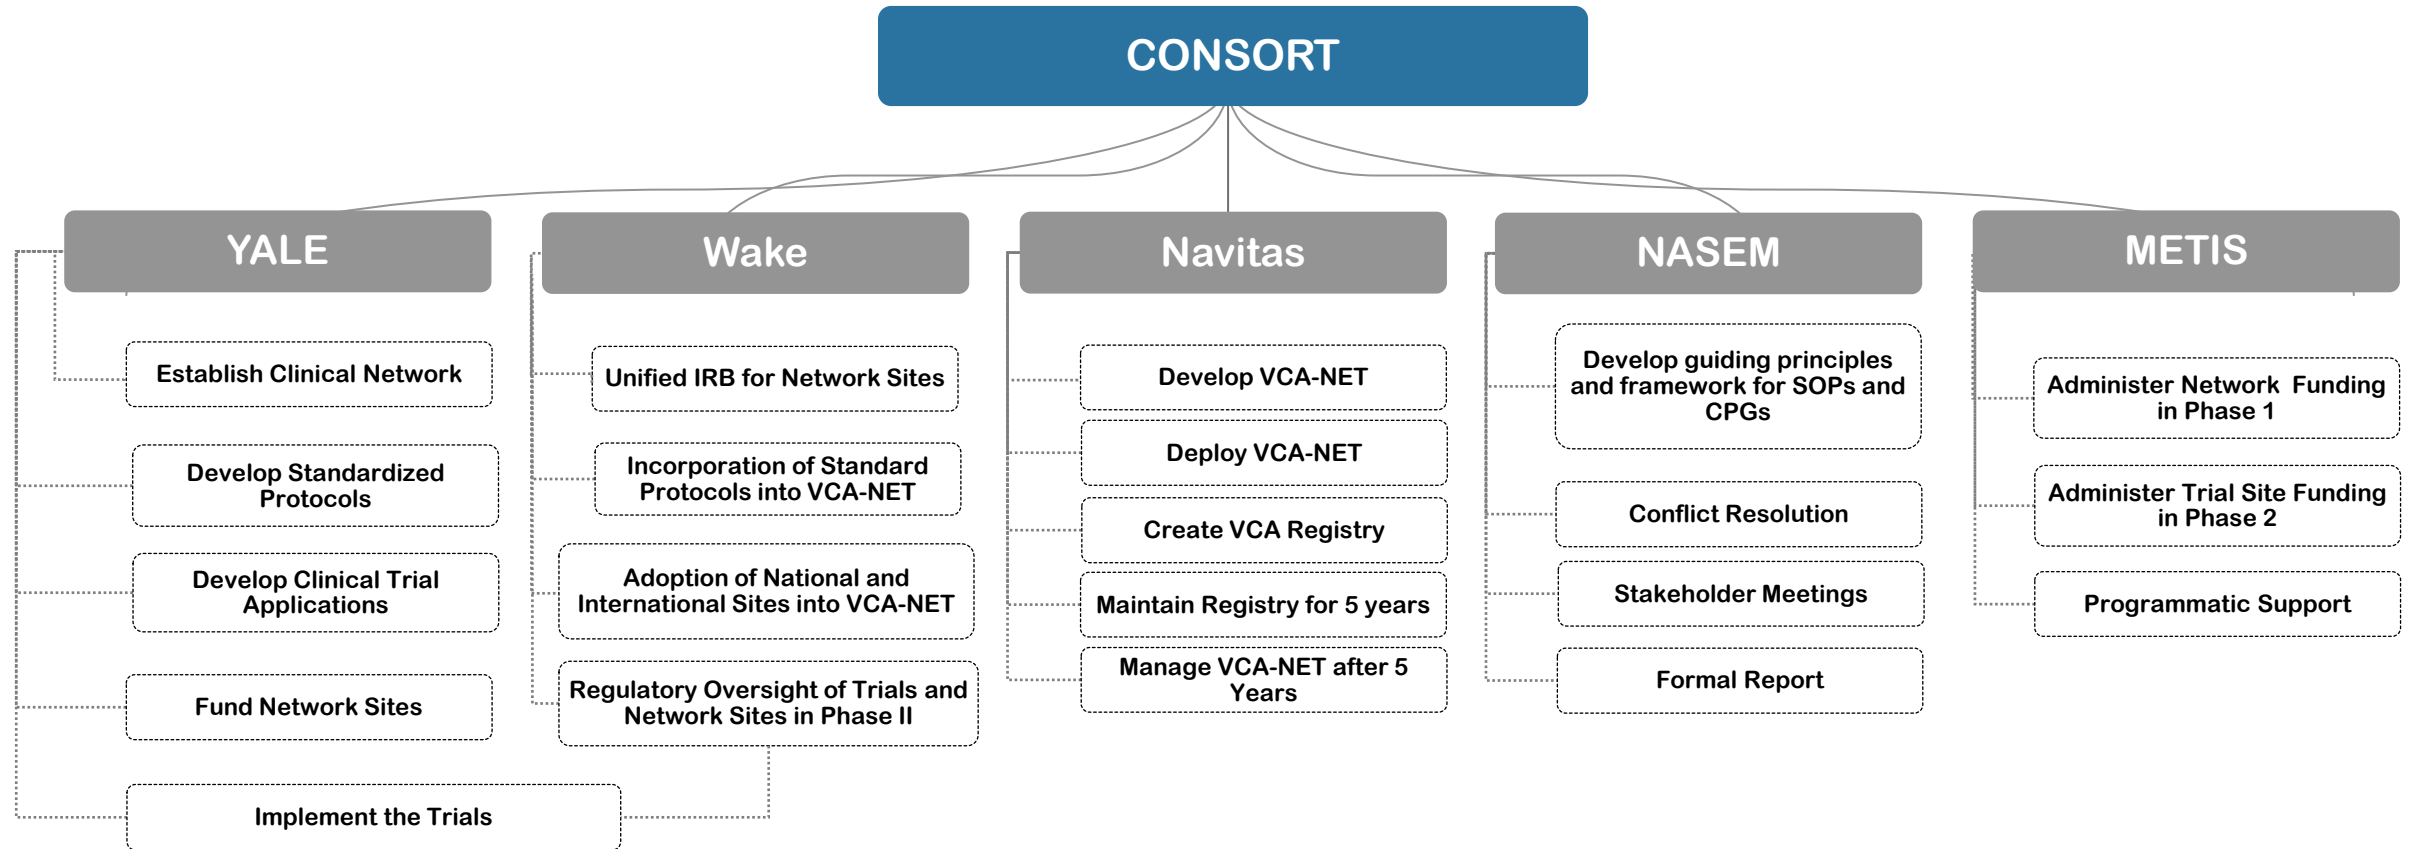 CONSORT
YALE
Establish Clinical Network
Develop Standardized
Protocols
Develop Clinical Trial
Applications
Fund Network Sites
Implement the Trials
Wake
Unified IRB for Network Sites
Incorporation of Standard
Protocols into VCA-NET
Adoption of National and
International Sites into VCA-NET
Regulatory Oversight of Trials and
Network Sites in Phase II
Navitas
Develop VCA-NET
Deploy VCA-NET
Create VCA Registry
Maintain Registry for 5 years
Manage VCA-NET after 5
Years
NASEM
Develop guiding principles
and framework for SOPs and
CPGs
Conflict Resolution
Stakeholder Meetings
Formal Report
METIS
Administer Network  Funding
in Phase 1
Administer Trial Site Funding
in Phase 2
Programmatic Support